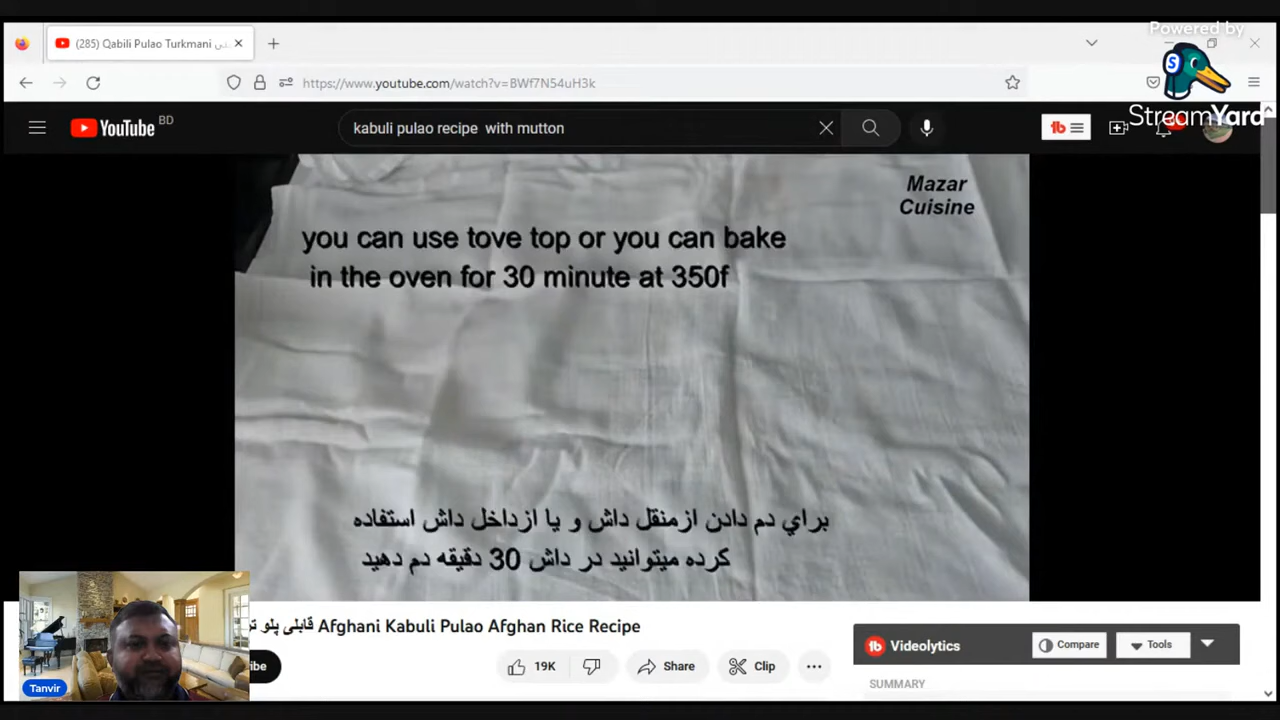 Powered by
StreamYard
(285) Qabili Pulao Turkmani
https://www.youtube.com/watch?v=BWf7N54uH3k
YouTube BD
kabuli pulao recipe with mutton
Mazar
Cuisine
you can use tove top or you can bake
in the oven for 30 minute at 350f
براي دم دادن ازمنقل داش و يا ازداخل داش استفاده
كرده ميتوانيد در داش 30 دقيقه دم دهيد
قابلی پلو Afghani Kabuli Pulao Afghan Rice Recipe
19K
Share
Clip
Videolytics
Compare
Tools
SUMMARY
Tanvir